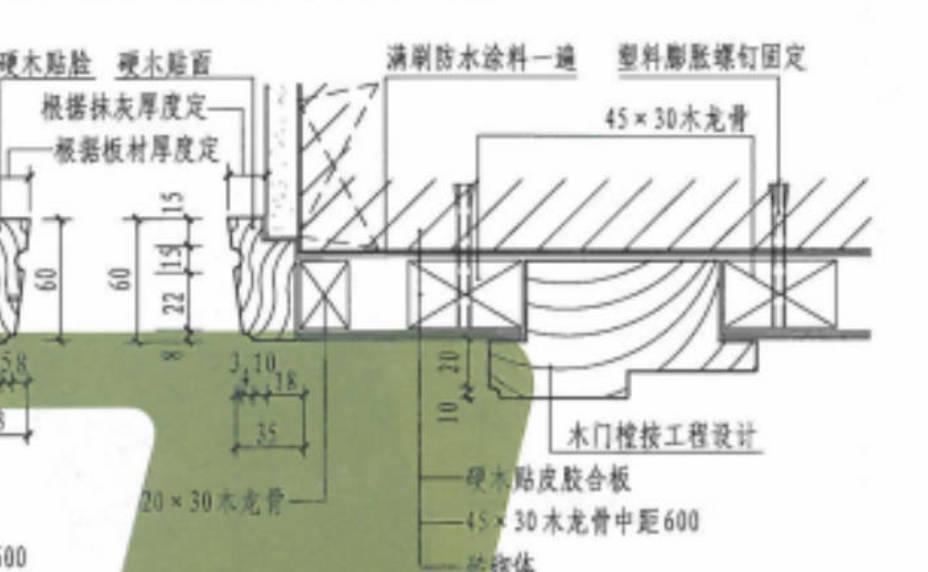 硬木贴脸 硬木贴面 满刷防水涂料一遍 塑料膨胀螺钉固定
根据抹灰厚度定 45×30木龙骨
根据板材厚度定
15
15
60 60
22
8
20
10
58
3 10
4 18
35
木门樘按工程设计
硬木贴皮胶合板
20×30木龙骨
45×30木龙骨中距600